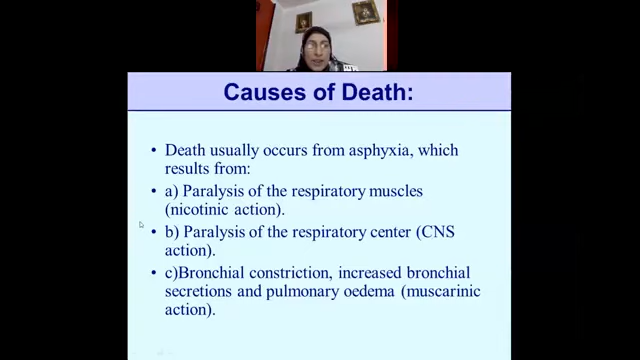 Causes of Death:
• Death usually occurs from asphyxia, which
results from:
• a) Paralysis of the respiratory muscles
(nicotinic action).
• b) Paralysis of the respiratory center (CNS
action).
• c)Bronchial constriction, increased bronchial
secretions and pulmonary oedema (muscarinic
action).